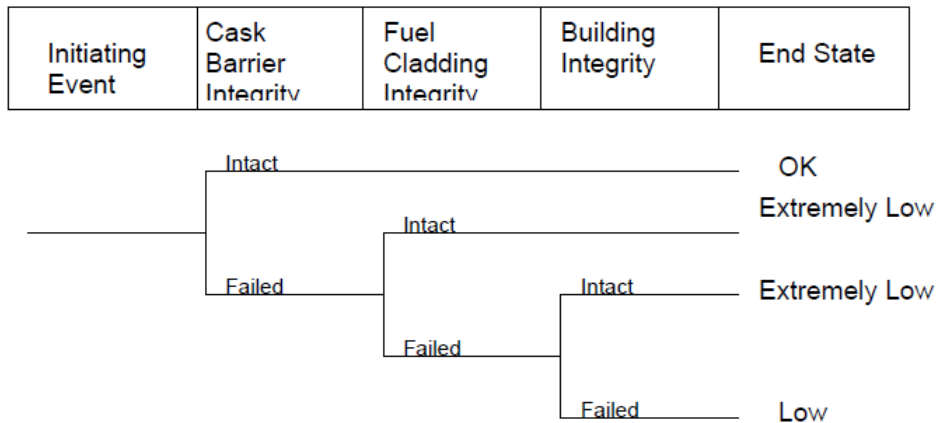 Initiating
Event
Cask
Barrier
Integrity
Fuel
Cladding
Integrity
Building
Integrity
End State
Intact
OK
Extremely Low
Intact
Failed
Intact
Extremely Low
Failed
Failed
Low